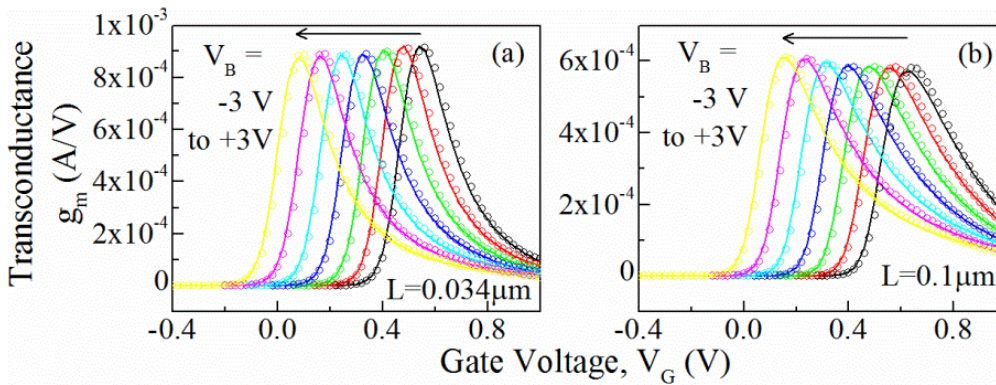 Transconductance
g_m (A/V)
1x10^-3
8x10^-4
6x10^-4
4x10^-4
2x10^-4
0
V_B =
-3 V
to +3V
(a)
L=0.034μm
-0.4
0.0
0.4
0.8
6x10^-4
4x10^-4
2x10^-4
0
V_B =
-3 V
to +3V
(b)
L=0.1μm
-0.4
0.0
0.4
0.8
Gate Voltage, V_G (V)